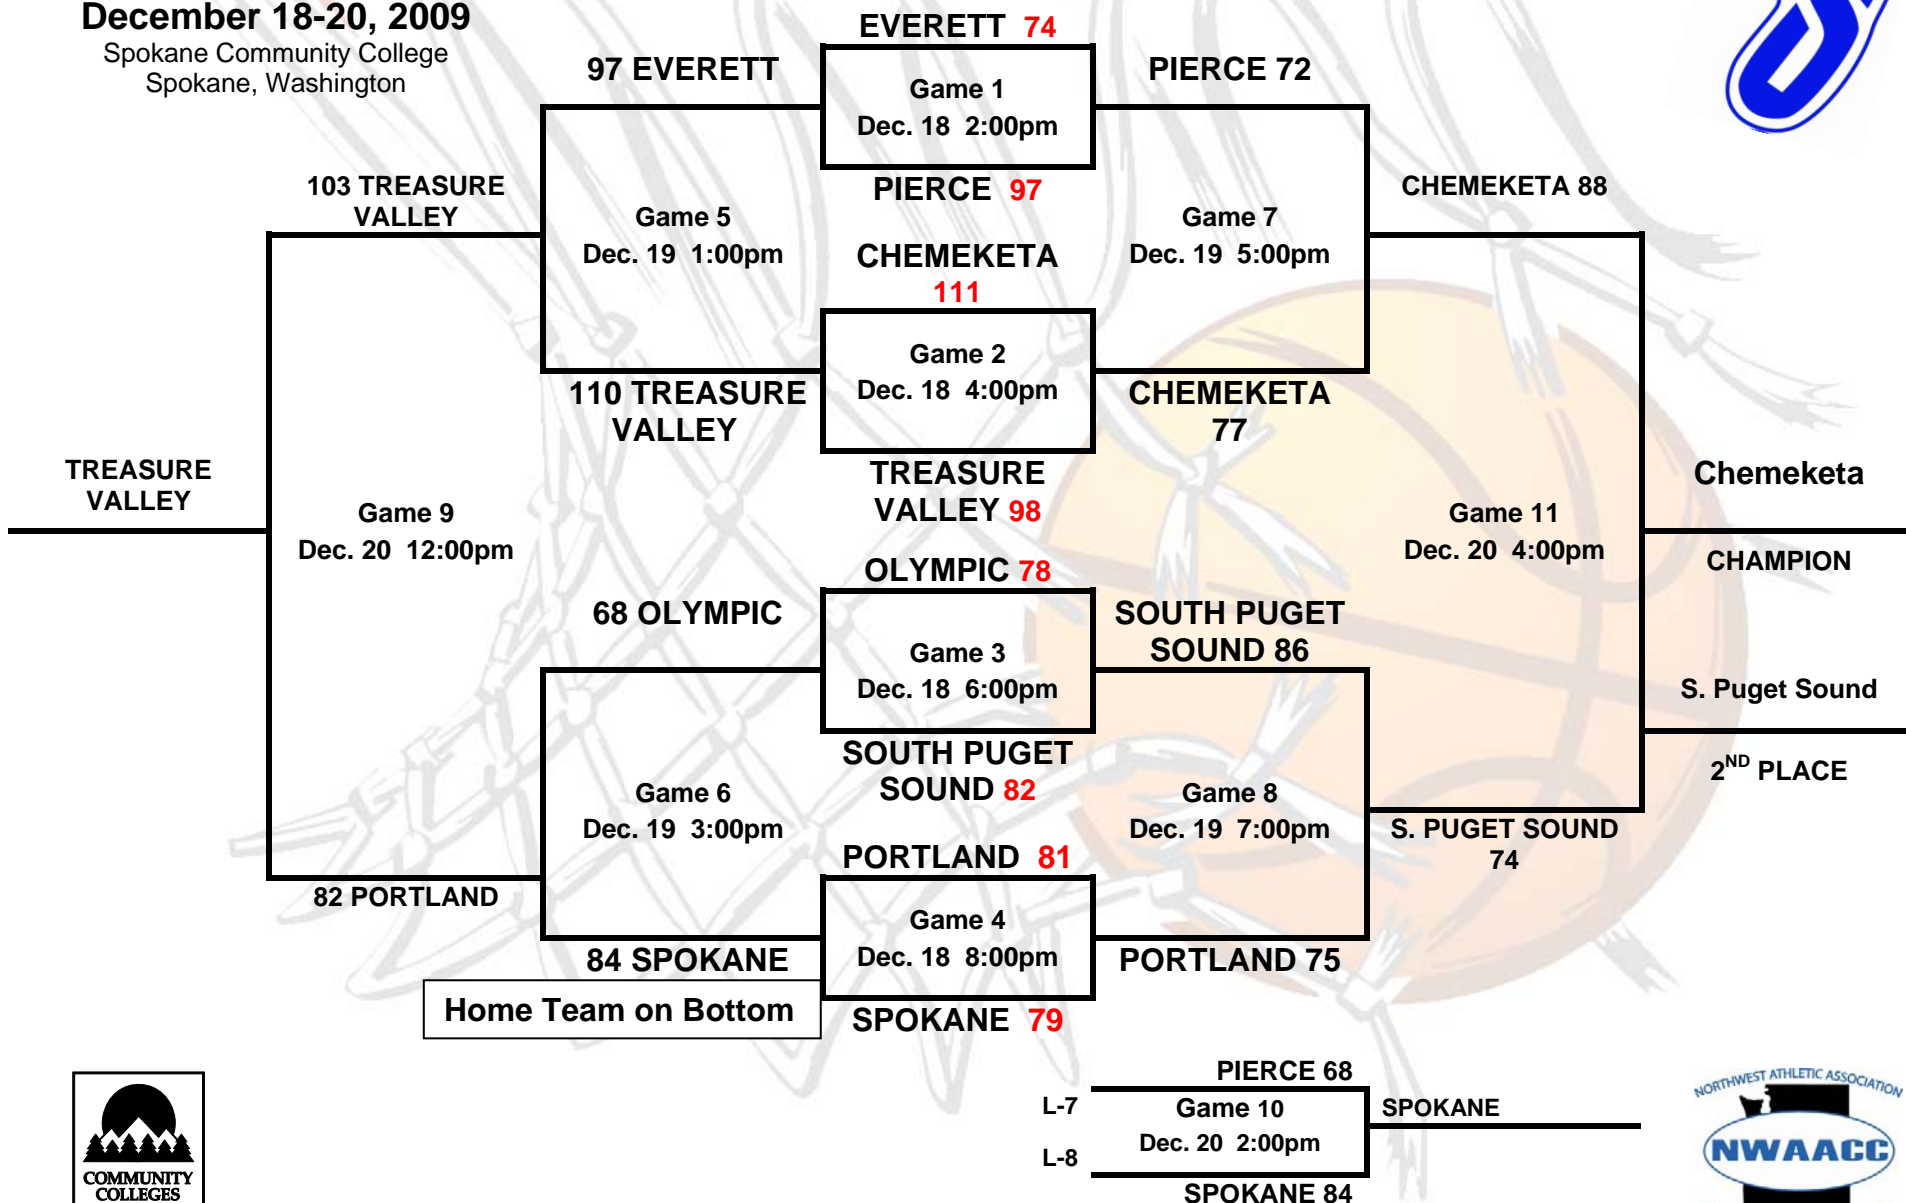 December 18-20, 2009
Spokane Community College
Spokane, Washington
EVERETT 74
97 EVERETT
PIERCE 72
Game 1
Dec. 18 2:00pm
PIERCE 97
103 TREASURE
VALLEY
CHEMEKETA 88
Game 5
Dec. 19 1:00pm
CHEMEKETA
111
Game 7
Dec. 19 5:00pm
Game 2
Dec. 18 4:00pm
110 TREASURE
VALLEY
CHEMEKETA
77
TREASURE
VALLEY
TREASURE
VALLEY 98
Chemeketa
Game 9
Dec. 20 12:00pm
Game 11
Dec. 20 4:00pm
CHAMPION
OLYMPIC 78
68 OLYMPIC
SOUTH PUGET
SOUND 86
Game 3
Dec. 18 6:00pm
S. Puget Sound
SOUTH PUGET
SOUND 82
2ND PLACE
Game 6
Dec. 19 3:00pm
Game 8
Dec. 19 7:00pm
S. PUGET SOUND
74
PORTLAND 81
82 PORTLAND
Game 4
Dec. 18 8:00pm
84 SPOKANE
PORTLAND 75
Home Team on Bottom
SPOKANE 79
PIERCE 68
L-7
Game 10
Dec. 20 2:00pm
SPOKANE
L-8
SPOKANE 84
COMMUNITY
COLLEGES
NORTHWEST ATHLETIC ASSOCIATION
NWAACC